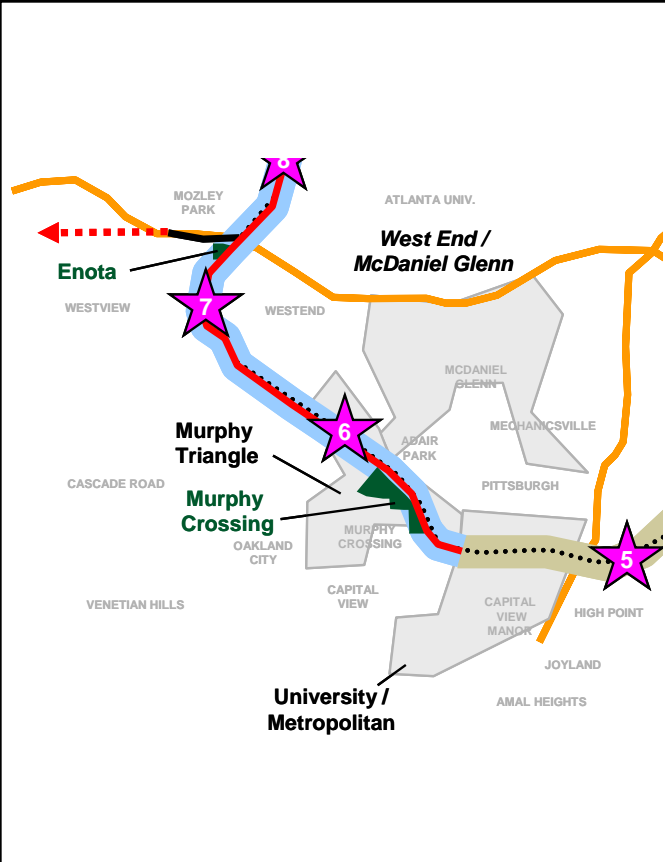 8
MOZLEY
PARK
ATLANTA UNIV.
West End /
McDaniel Glenn
Enota
7
WESTVIEW
WESTEND
MCDANIEL
GLENN
6
Murphy
Triangle
ADAIR
PARK
MECHANICSVILLE
CASCADE ROAD
PITTSBURGH
Murphy
Crossing
MURPHY
CROSSING
OAKLAND
CITY
5
CAPITAL
VIEW
VENETIAN HILLS
CAPITAL
VIEW
MANOR
HIGH POINT
JOYLAND
University /
Metropolitan
AMAL HEIGHTS